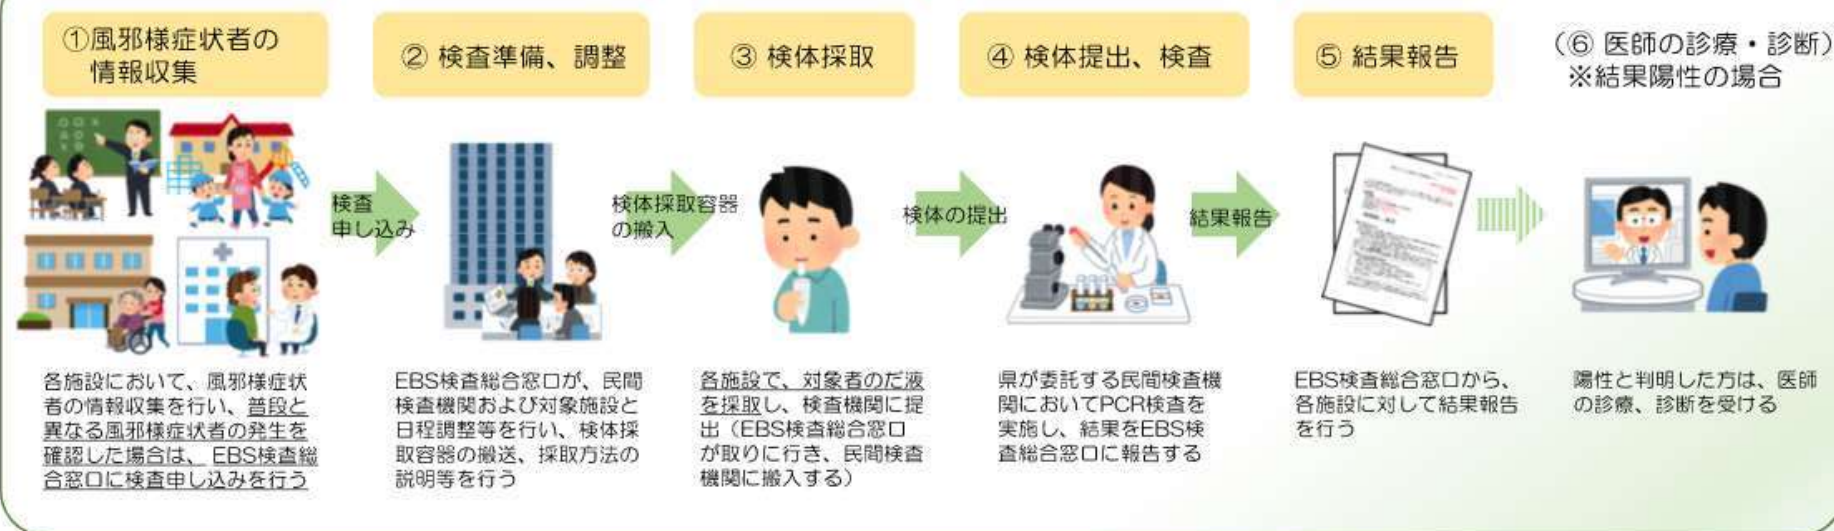 ①風邪様症状者の
情報収集
② 検査準備、調整
③ 検体採取
④ 検体提出、検査
⑤ 結果報告
(⑥ 医師の診療・診断)
※結果陽性の場合
検査
申し込み
検体採取容器
の搬入
検体の提出
結果報告
各施設において、風邪様症状
者の情報収集を行い、普段と
異なる風邪様症状者の発生を
確認した場合は、EBS検査総
合窓口に検査申し込みを行う
EBS検査総合窓口が、民間
検査機関および対象施設と
日程調整等を行い、検体採
取容器の搬送、採取方法の
説明等を行う
各施設で、対象者のだ液
を採取し、検査機関に提
出（EBS検査総合窓口
が取りに行き、民間検査
機関に搬入する）
県が委託する民間検査機
関においてPCR検査を
実施し、結果をEBS検
査総合窓口に報告する
EBS検査総合窓口から、
各施設に対して結果報告
を行う
陽性と判明した方は、医師
の診療、診断を受ける